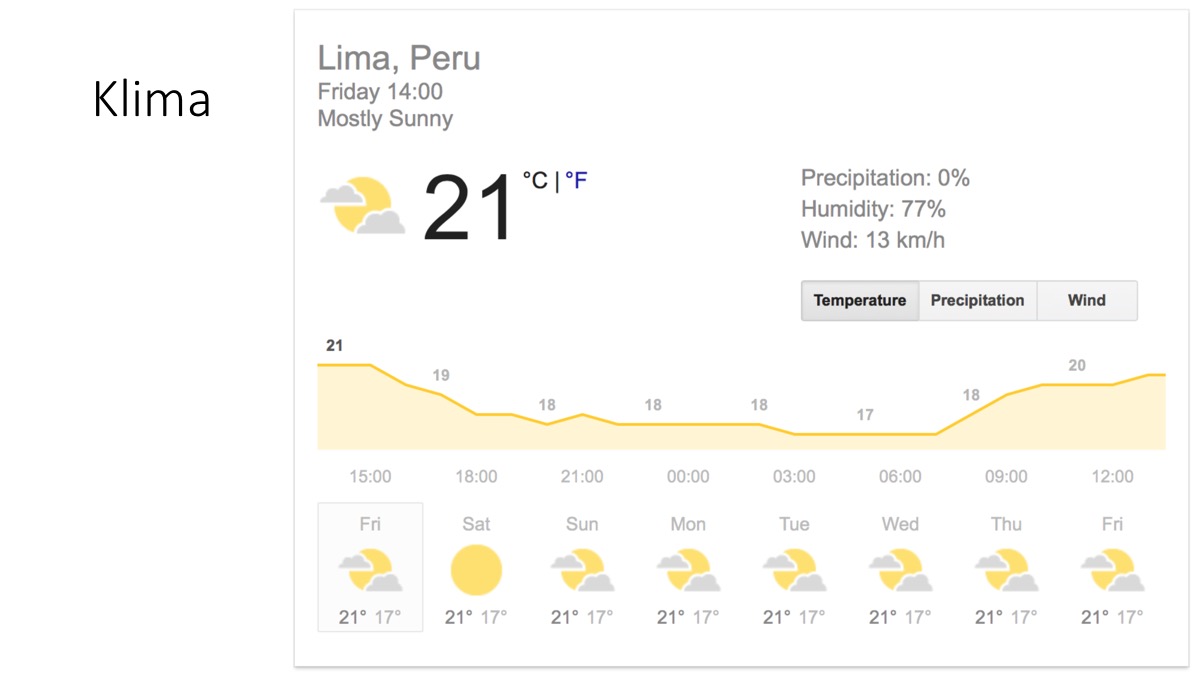 Klima
Lima, Peru
Friday 14:00
Mostly Sunny
21 °C | °F
Precipitation: 0%
Humidity: 77%
Wind: 13 km/h
Temperature Precipitation Wind
21 19 18 18 18 17 18 20
15:00 18:00 21:00 00:00 03:00 06:00 09:00 12:00
Fri Sat Sun Mon Tue Wed Thu Fri
21° 17° 21° 17° 21° 17° 21° 17° 21° 17° 21° 17° 21° 17° 21° 17°